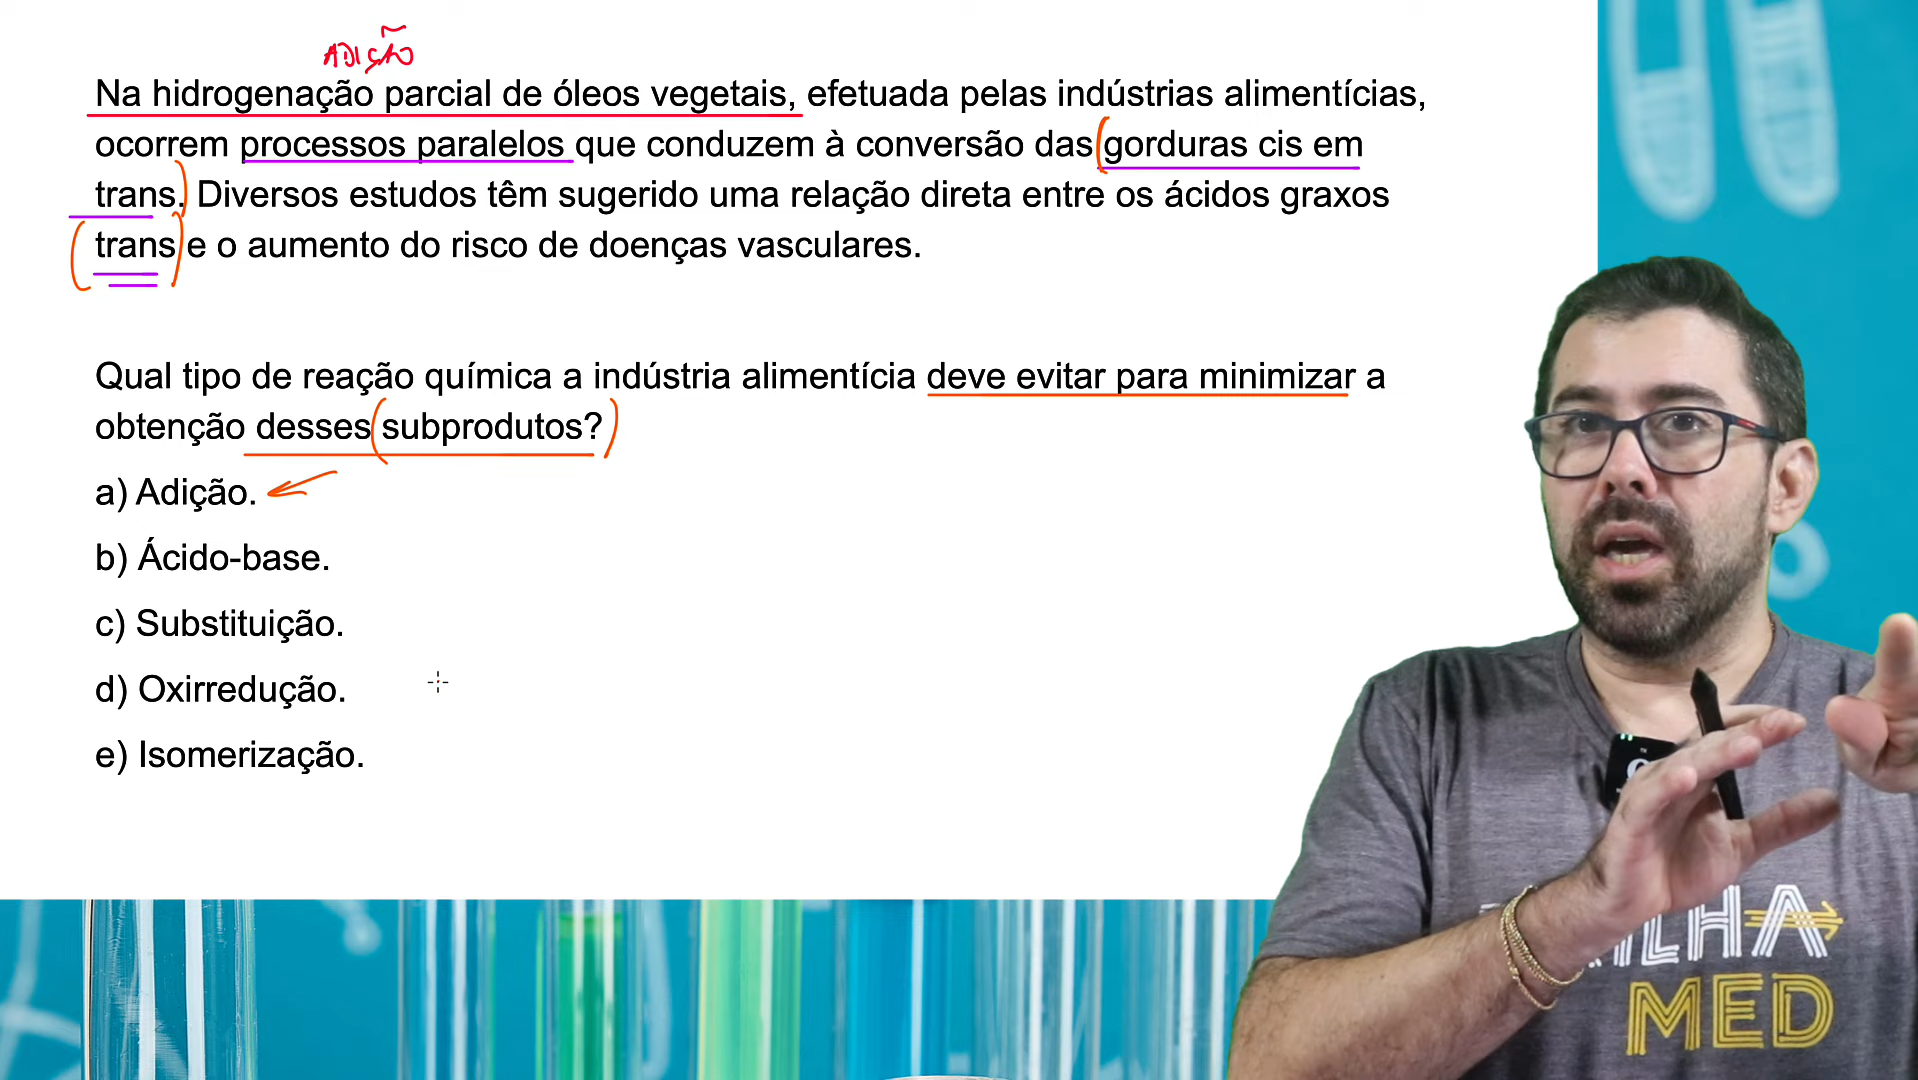 ADIÇÃO
Na hidrogenação parcial de óleos vegetais, efetuada pelas indústrias alimentícias,
ocorrem processos paralelos que conduzem à conversão das gorduras cis em
trans. Diversos estudos têm sugerido uma relação direta entre os ácidos graxos
trans e o aumento do risco de doenças vasculares.
Qual tipo de reação química a indústria alimentícia deve evitar para minimizar a
obtenção desses subprodutos?
a) Adição.
b) Ácido-base.
c) Substituição.
d) Oxirredução.
e) Isomerização.
MED